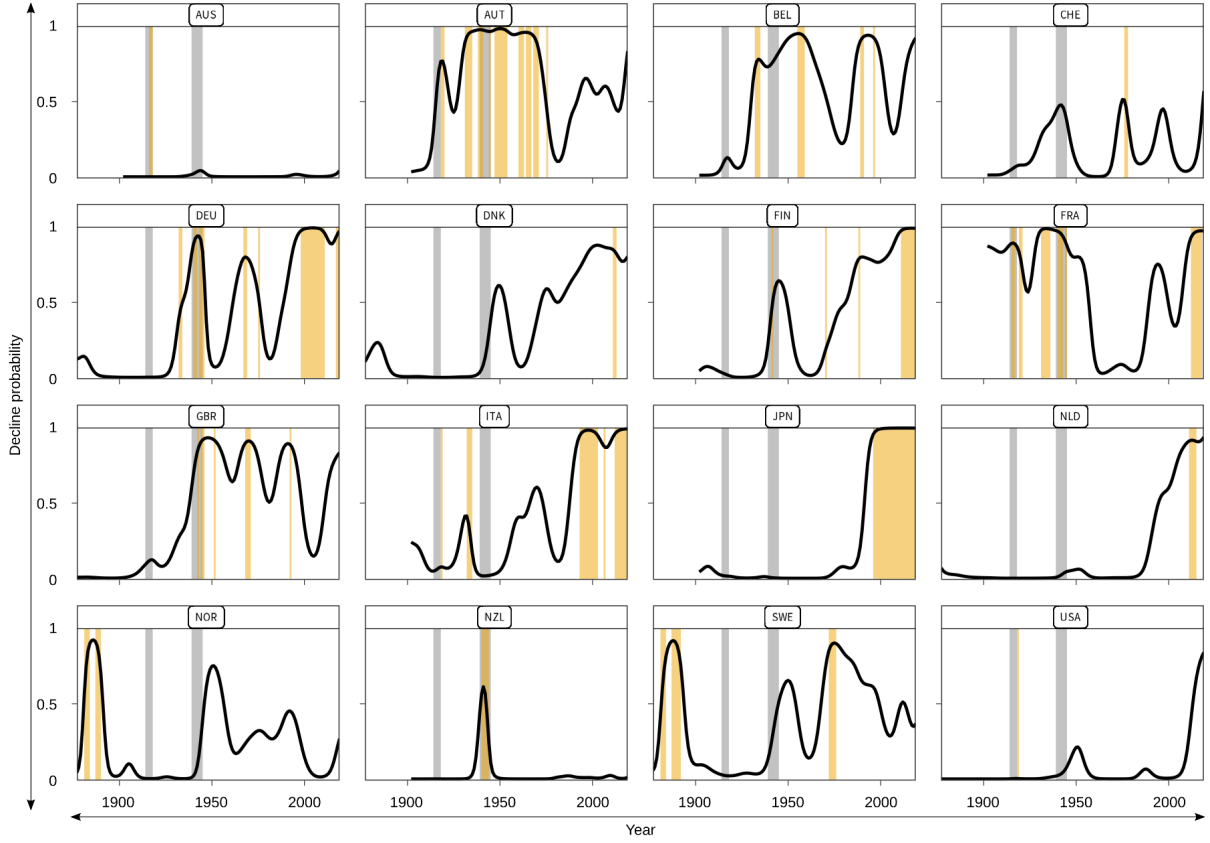 AUS
AUT
BEL
CHE
1
0.5
0
DEU
DNK
FIN
FRA
1
0.5
0
GBR
ITA
JPN
NLD
1
0.5
0
NOR
NZL
SWE
USA
1
0.5
0
1900 1950 2000 1900 1950 2000 1900 1950 2000 1900 1950 2000
Year
Decline probability